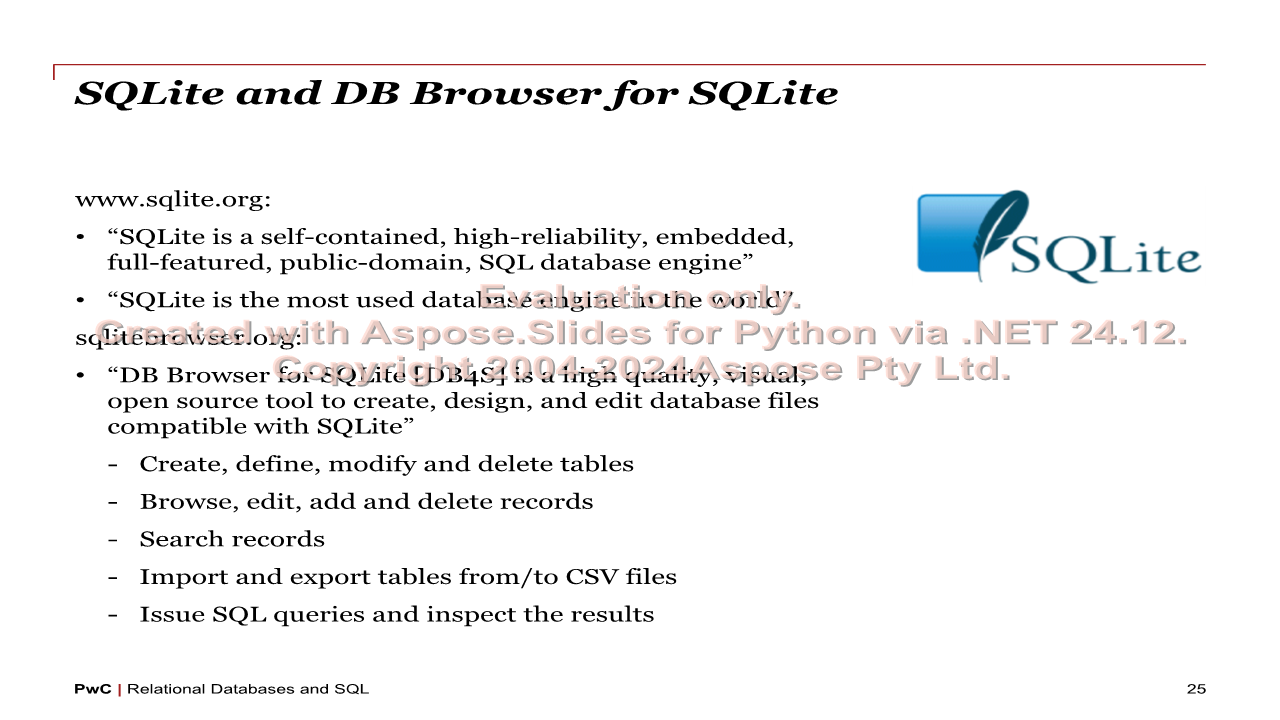 SQLite and DB Browser for SQLite
www.sqlite.org:
• “SQLite is a self-contained, high-reliability, embedded,
full-featured, public-domain, SQL database engine”
• “SQLite is the most used database engine in the world”
sqlitebrowser.org:
• “DB Browser for SQLite [DB4S] is a high quality, visual,
open source tool to create, design, and edit database files
compatible with SQLite”
- Create, define, modify and delete tables
- Browse, edit, add and delete records
- Search records
- Import and export tables from/to CSV files
- Issue SQL queries and inspect the results
SQLite
Evaluation only.
Created with Aspose.Slides for Python via .NET 24.12.
Copyright 2004-2024Aspose Pty Ltd.
PwC | Relational Databases and SQL
25